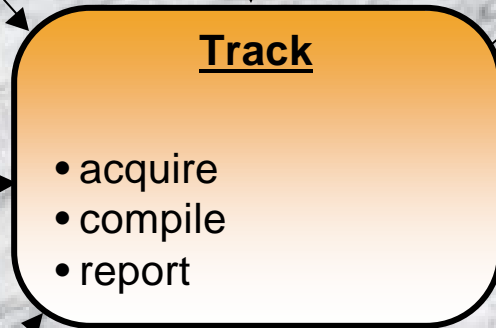 Track
• acquire
• compile
• report